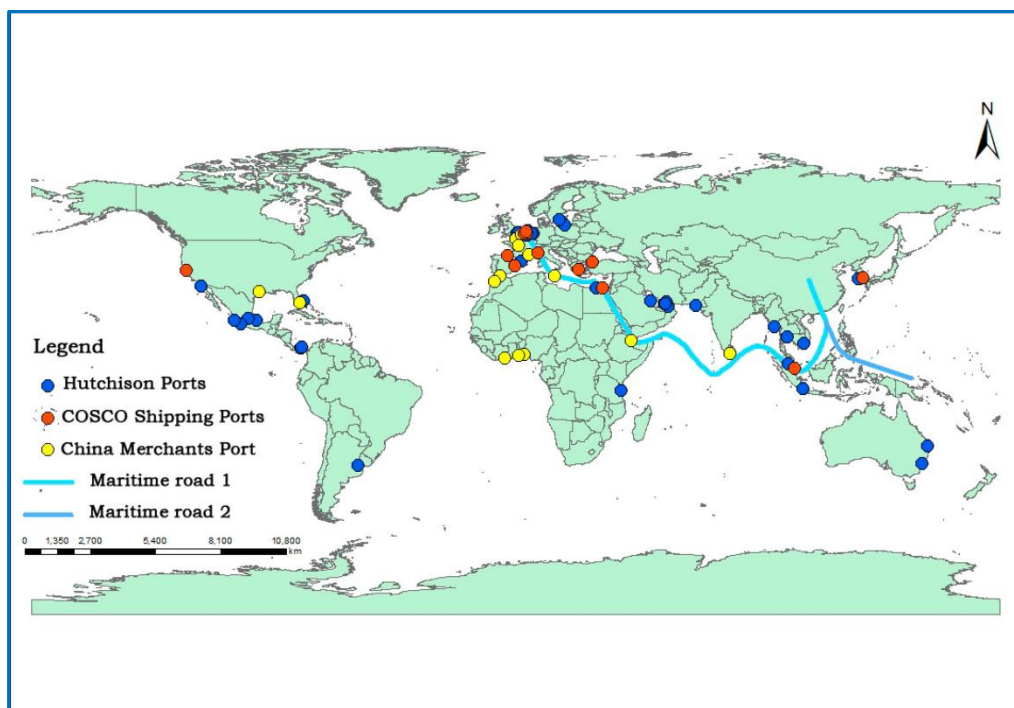 N
Legend
Hutchison Ports
COSCO Shipping Ports
China Merchants Port
Maritime road 1
Maritime road 2
0 1,350 2,700 5,400 8,100 10,800
km